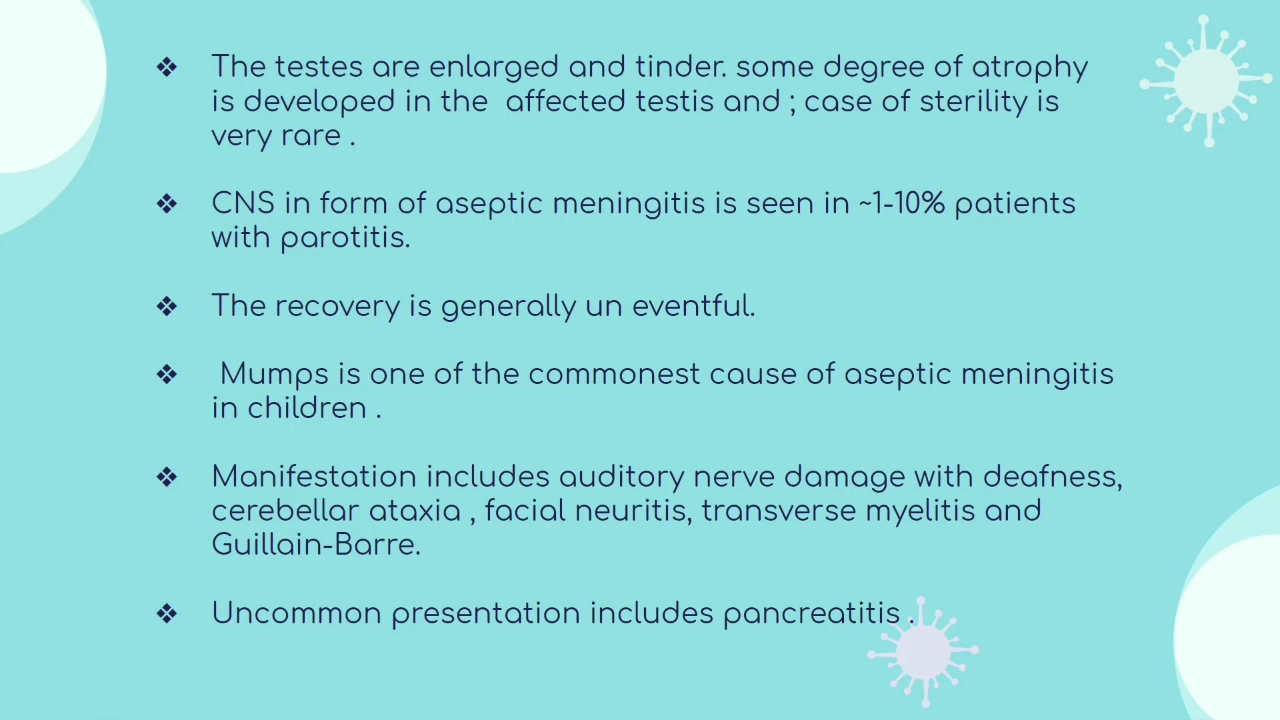 ❖ The testes are enlarged and tinder. some degree of atrophy
is developed in the  affected testis and ; case of sterility is
very rare .
❖ CNS in form of aseptic meningitis is seen in ~1-10% patients
with parotitis.
❖ The recovery is generally un eventful.
❖ Mumps is one of the commonest cause of aseptic meningitis
in children .
❖ Manifestation includes auditory nerve damage with deafness,
cerebellar ataxia , facial neuritis, transverse myelitis and
Guillain-Barre.
❖ Uncommon presentation includes pancreatitis .